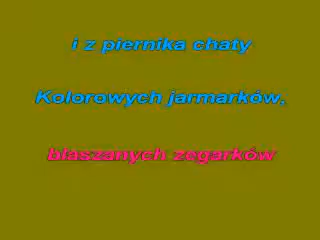 i z piernika chaty
Kolorowych jarmarków,
blaszanych zegarków